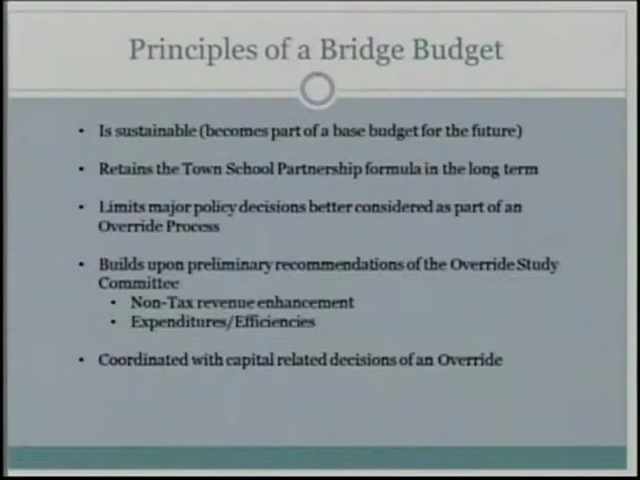 Principles of a Bridge Budget
• Is sustainable (becomes part of a base budget for the future)
• Retains the Town School Partnership formula in the long term
• Limits major policy decisions better considered as part of an
Override Process
• Builds upon preliminary recommendations of the Override Study
Committee
• Non-Tax revenue enhancement
• Expenditures/Efficiencies
• Coordinated with capital related decisions of an Override